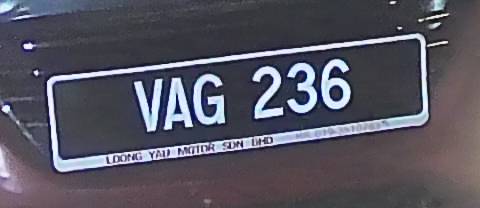 VAG 236
LOONG YAU MOTOR SDN BHD